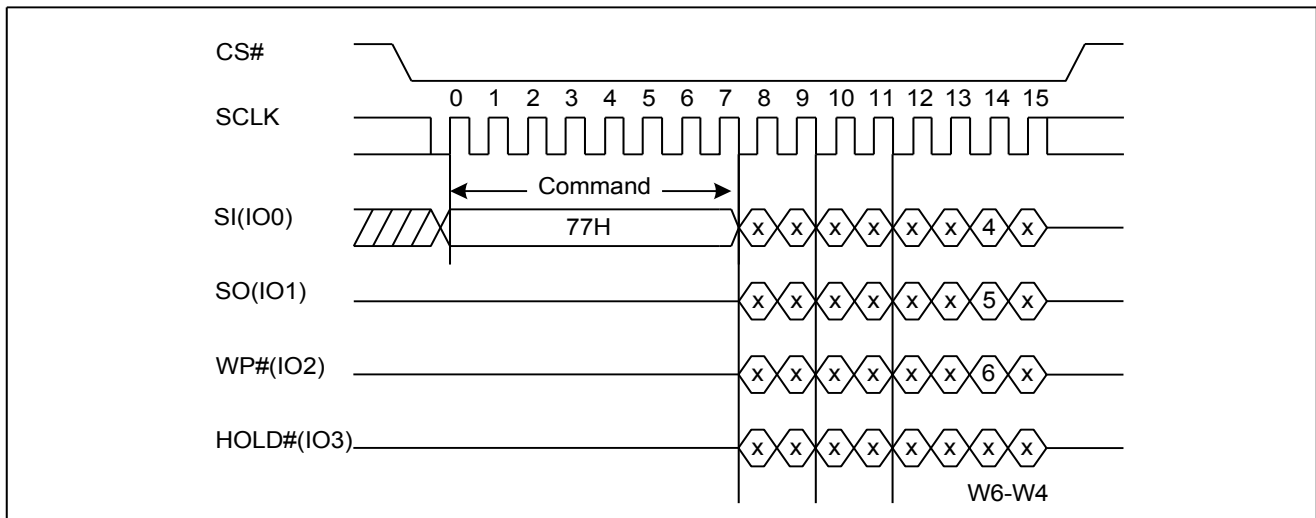 CS#
0 1 2 3 4 5 6 7 8 9 10 11 12 13 14 15
SCLK
Command
SI(IO0) 77H x x x x x x 4 x
SO(IO1) x x x x x x 5 x
WP#(IO2) x x x x x x 6 x
HOLD#(IO3) x x x x x x x x
W6-W4